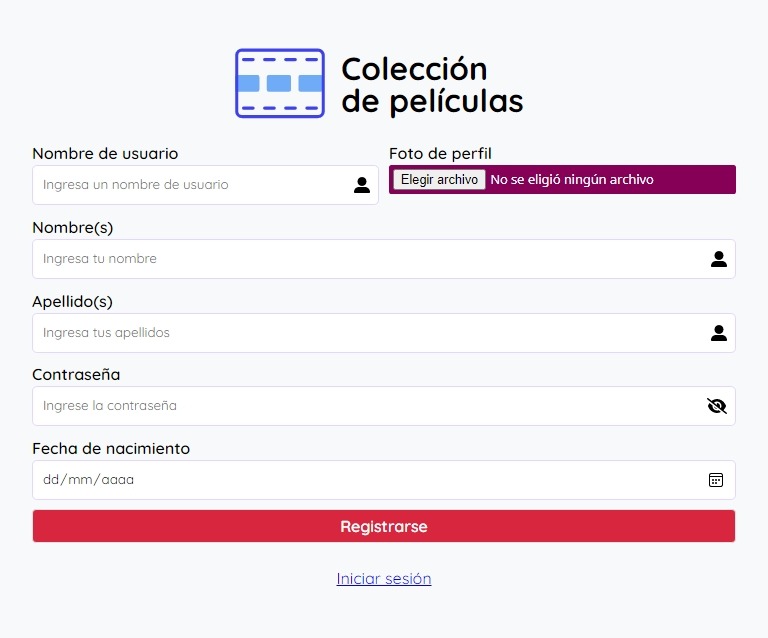 Colección
de películas
Nombre de usuario
Foto de perfil
Ingresa un nombre de usuario
Elegir archivo No se eligió ningún archivo
Nombre(s)
Ingresa tu nombre
Apellido(s)
Ingresa tus apellidos
Contraseña
Ingrese la contraseña
Fecha de nacimiento
dd/mm/aaaa
Registrarse
Iniciar sesión